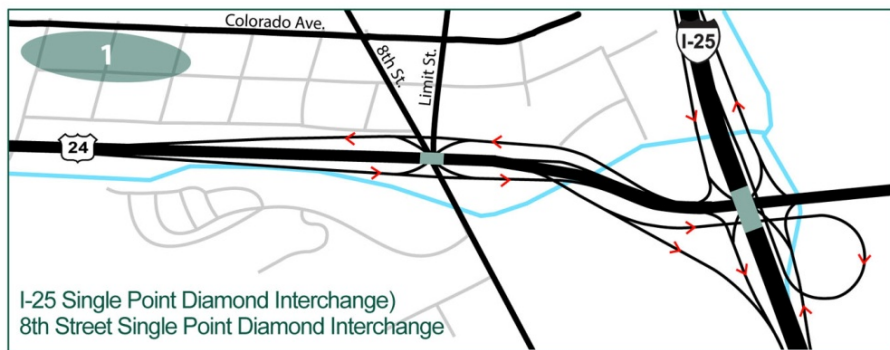 Colorado Ave.
1
8th St.
Limit St.
I-25
24
I-25 Single Point Diamond Interchange)
8th Street Single Point Diamond Interchange